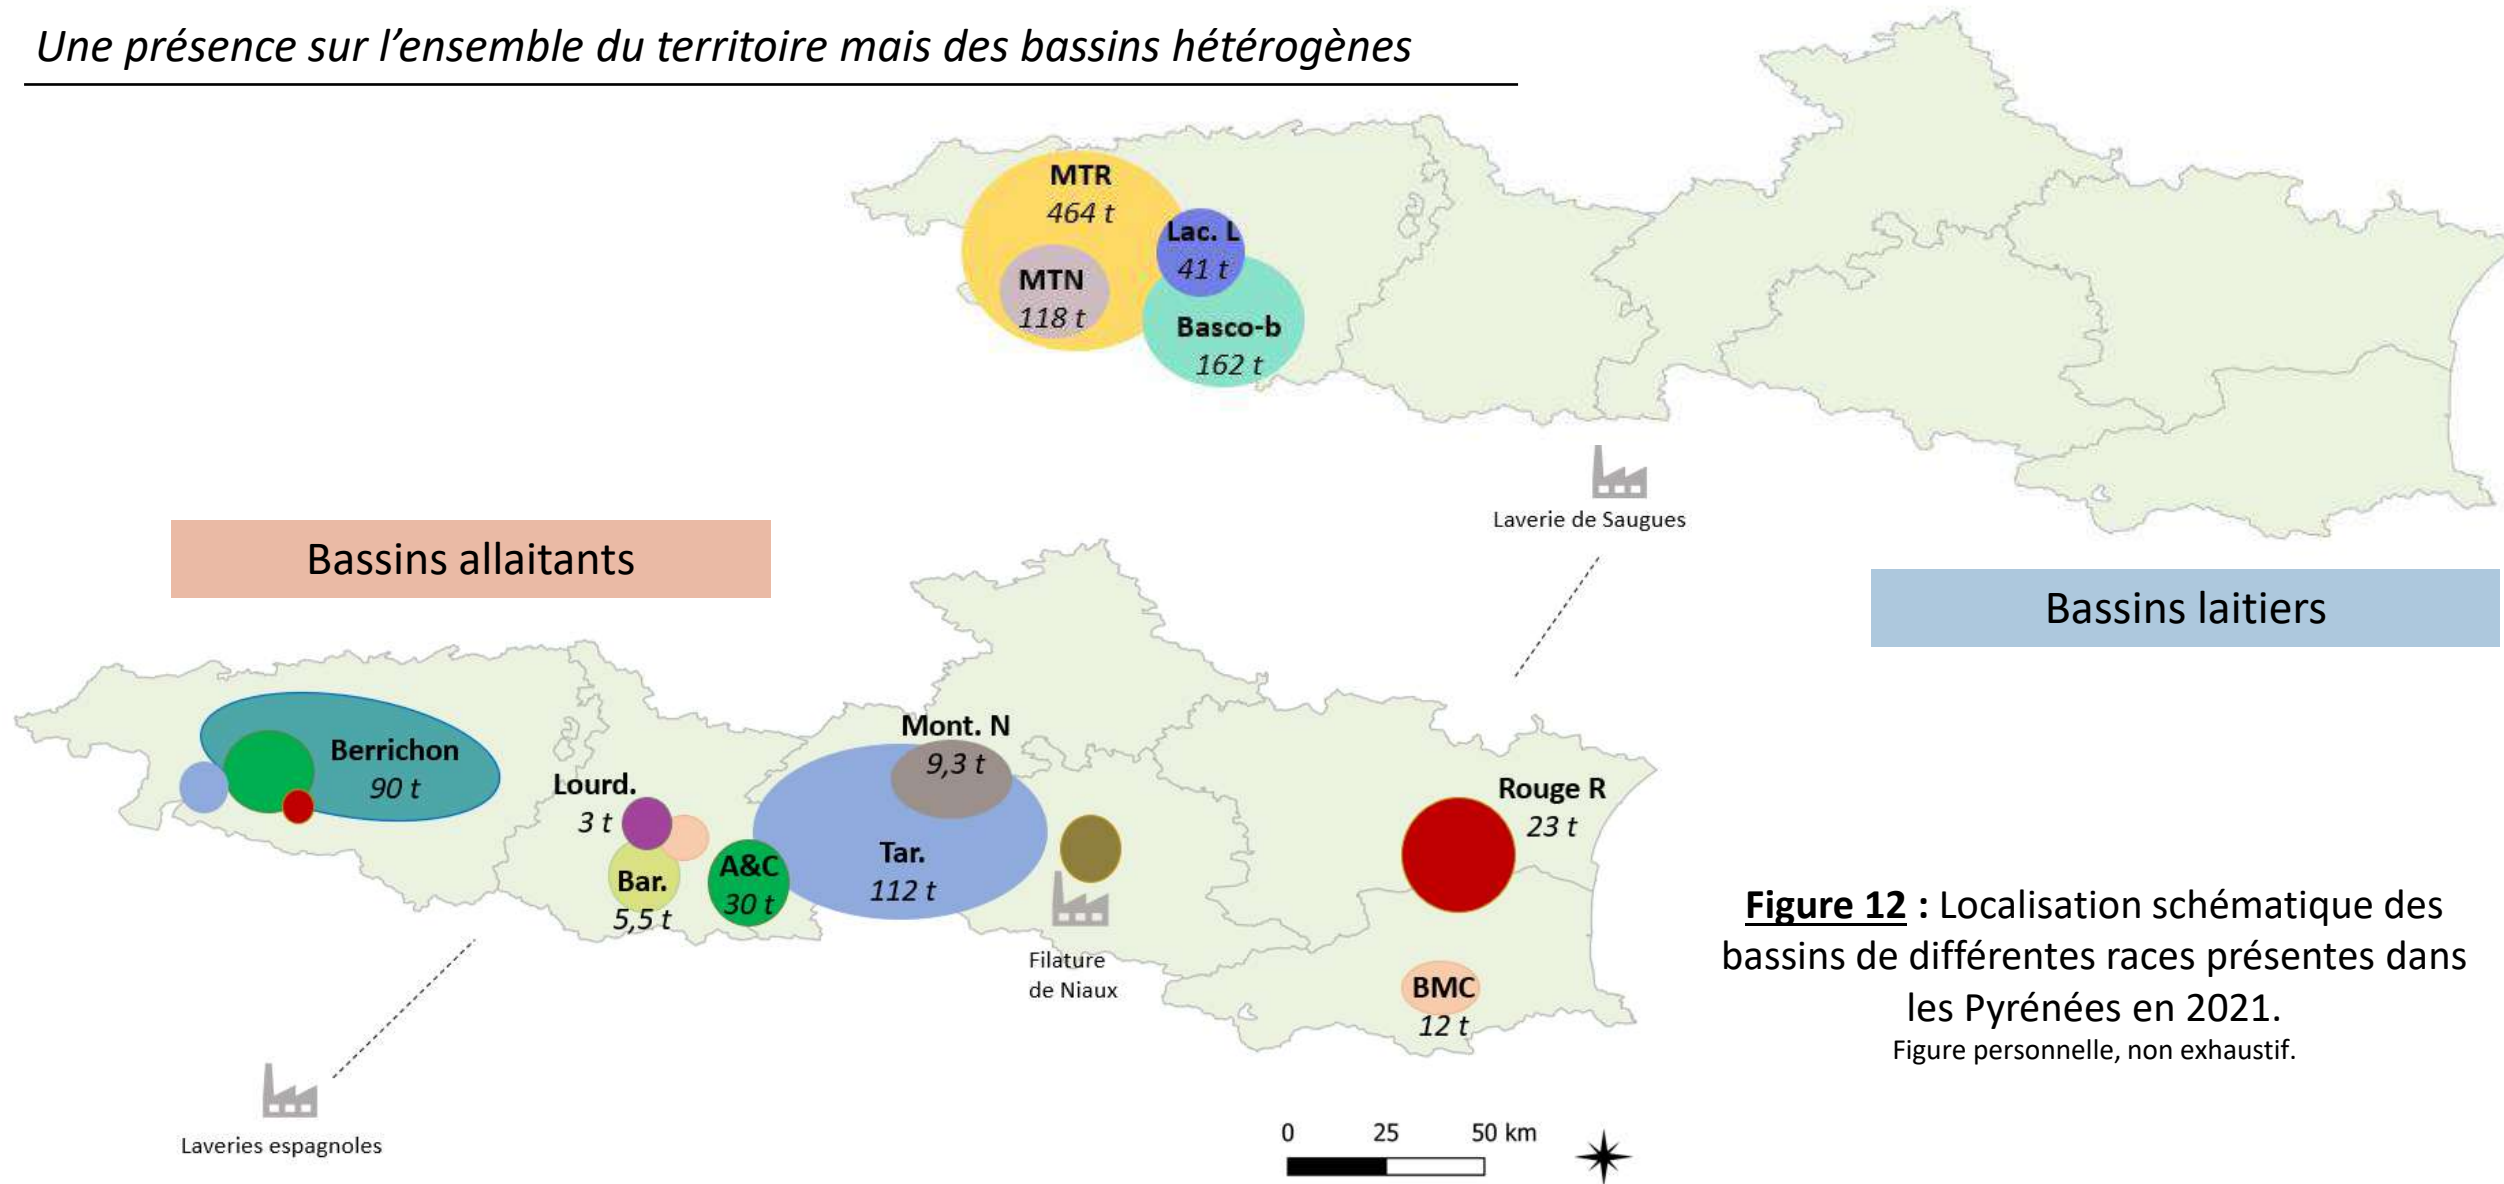 Une présence sur l’ensemble du territoire mais des bassins hétérogènes
MTR
464 t
Lac. L
41 t
MTN
118 t
Basco-b
162 t
Laverie de Saugues
Bassins allaitants
Bassins laitiers
Mont. N
9,3 t
Berrichon
90 t
Lourd.
3 t
Rouge R
23 t
Tar.
112 t
A&C
30 t
Bar.
5,5 t
Filature
de Niaux
BMC
12 t
Figure 12 : Localisation schématique des
bassins de différentes races présentes dans
les Pyrénées en 2021.
Figure personnelle, non exhaustif.
Laveries espagnoles
0 25 50 km